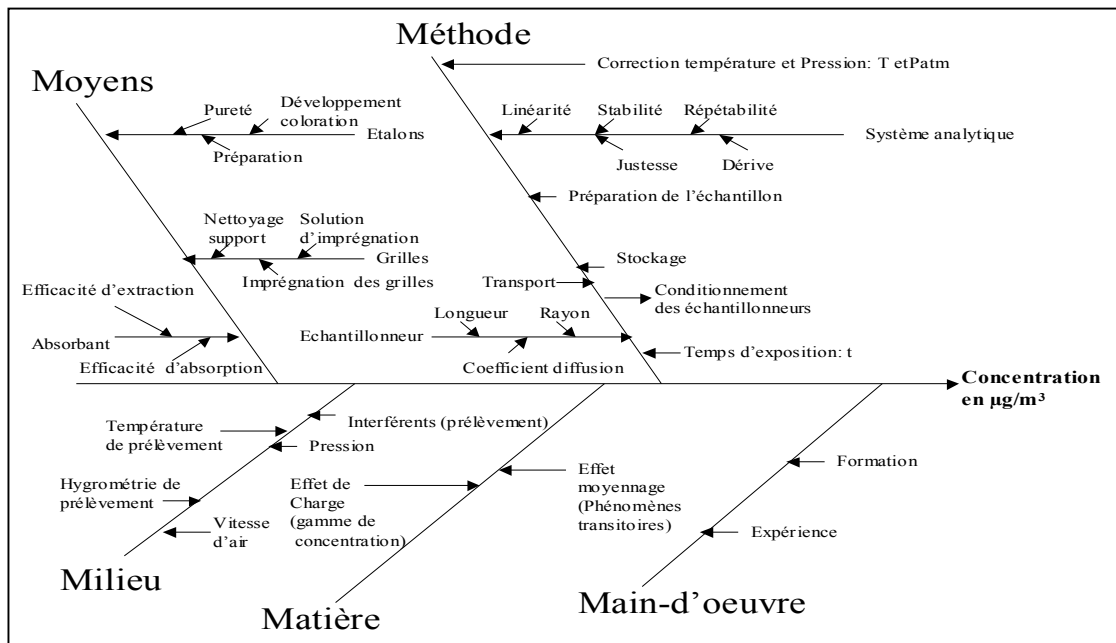 Méthode
Correction température et Pression: T etPatm
Moyens
Pureté
Développement
coloration
Etalons
Préparation
Linéarité
Stabilité
Répétabilité
Système analytique
Justesse
Dérive
Préparation de l'échantillon
Nettoyage
support
Solution
d'imprégnation
Grilles
Imprégnation des grilles
Stockage
Transport
Conditionnement
des échantillonneurs
Efficacité d'extraction
Absorbant
Efficacité d'absorption
Longueur
Rayon
Echantillonneur
Coefficient diffusion
Temps d'exposition: t
Concentration
en µg/m³
Interférents (prélèvement)
Température
de prélèvement
Pression
Hygrométrie de
prélèvement
Vitesse
d'air
Milieu
Effet de
Charge
(gamme de
concentration)
Effet
moyennage
(Phénomènes
transitoires)
Matière
Formation
Expérience
Main-d'oeuvre